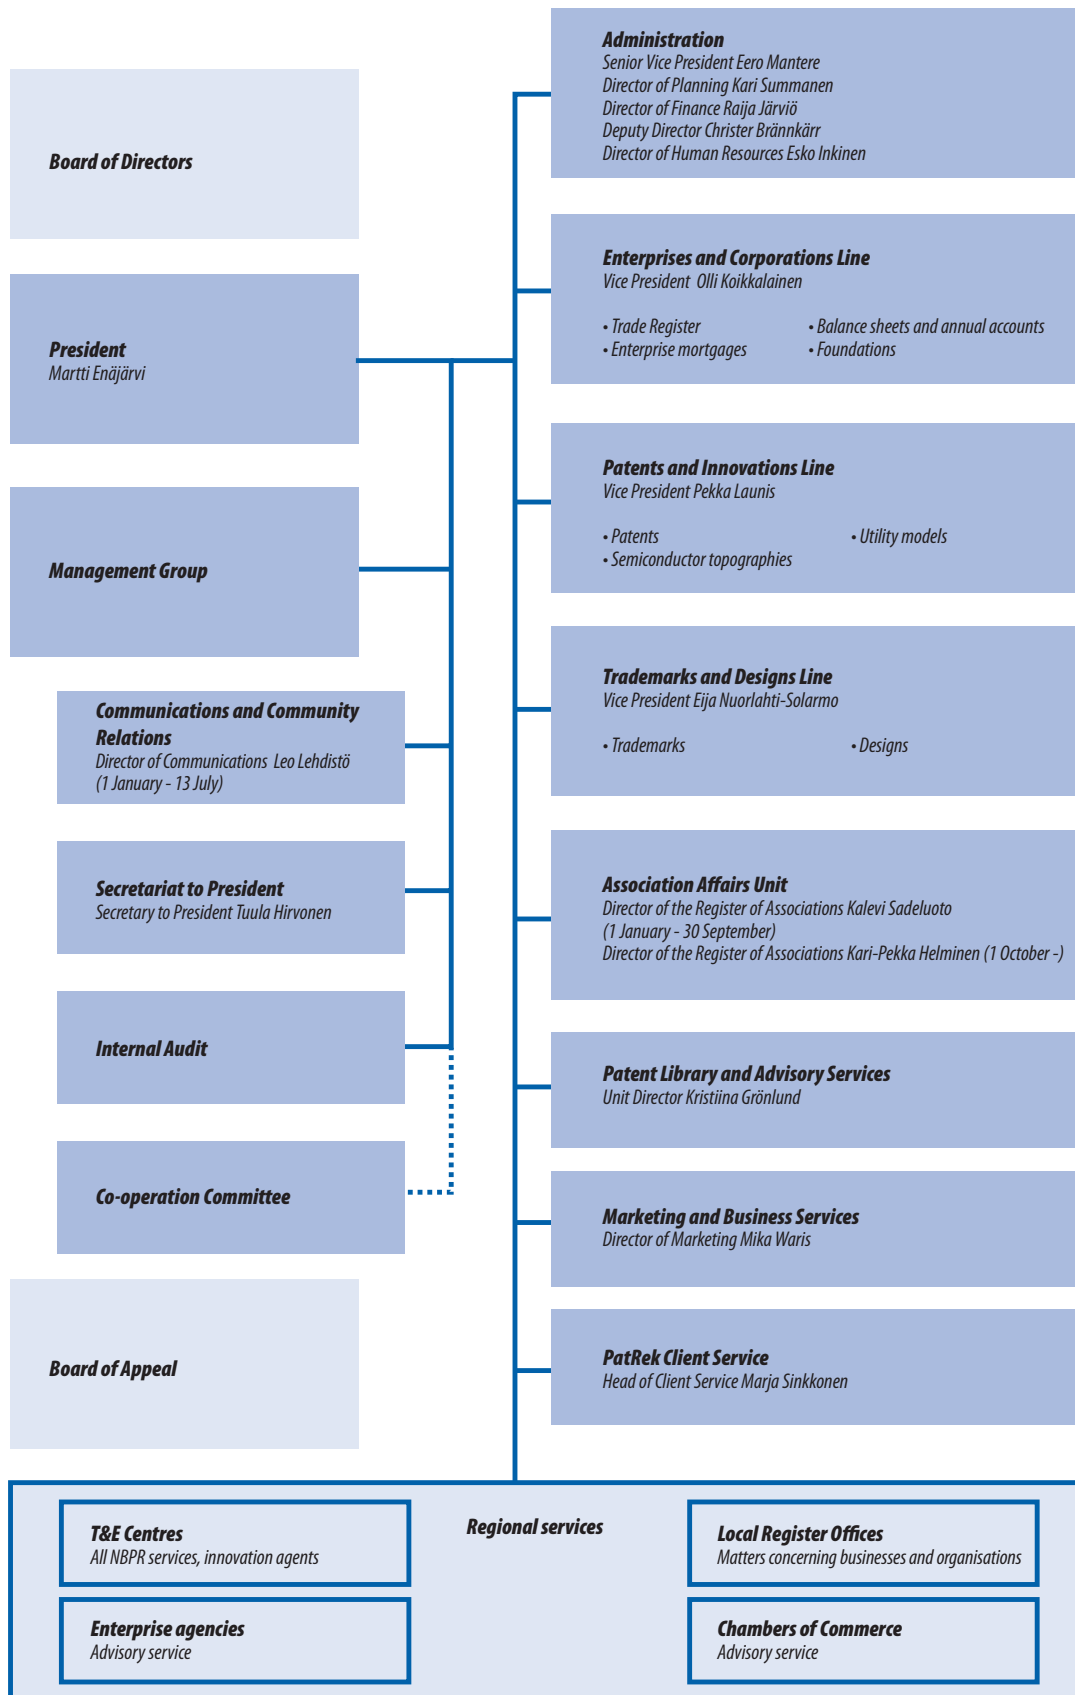 Board of Directors
President
Martti Enäjärvi
Management Group
Communications and Community
Relations
Director of Communications Leo Lehdistö
(1 January - 13 July)
Secretariat to President
Secretary to President Tuula Hirvonen
Internal Audit
Co-operation Committee
Board of Appeal
Administration
Senior Vice President Eero Mantere
Director of Planning Kari Summanen
Director of Finance Raija Järviö
Deputy Director Christer Brännkärr
Director of Human Resources Esko Inkinen
Enterprises and Corporations Line
Vice President Olli Koikkalainen
• Trade Register • Balance sheets and annual accounts
• Enterprise mortgages • Foundations
Patents and Innovations Line
Vice President Pekka Launis
• Patents • Utility models
• Semiconductor topographies
Trademarks and Designs Line
Vice President Eija Nuorlahti-Solarmo
• Trademarks • Designs
Association Affairs Unit
Director of the Register of Associations Kalevi Sadeluoto
(1 January - 30 September)
Director of the Register of Associations Kari-Pekka Helminen (1 October -)
Patent Library and Advisory Services
Unit Director Kristiina Grönlund
Marketing and Business Services
Director of Marketing Mika Waris
PatRek Client Service
Head of Client Service Marja Sinkkonen
Regional services
T&E Centres
All NBPR services, innovation agents
Local Register Offices
Matters concerning businesses and organisations
Enterprise agencies
Advisory service
Chambers of Commerce
Advisory service